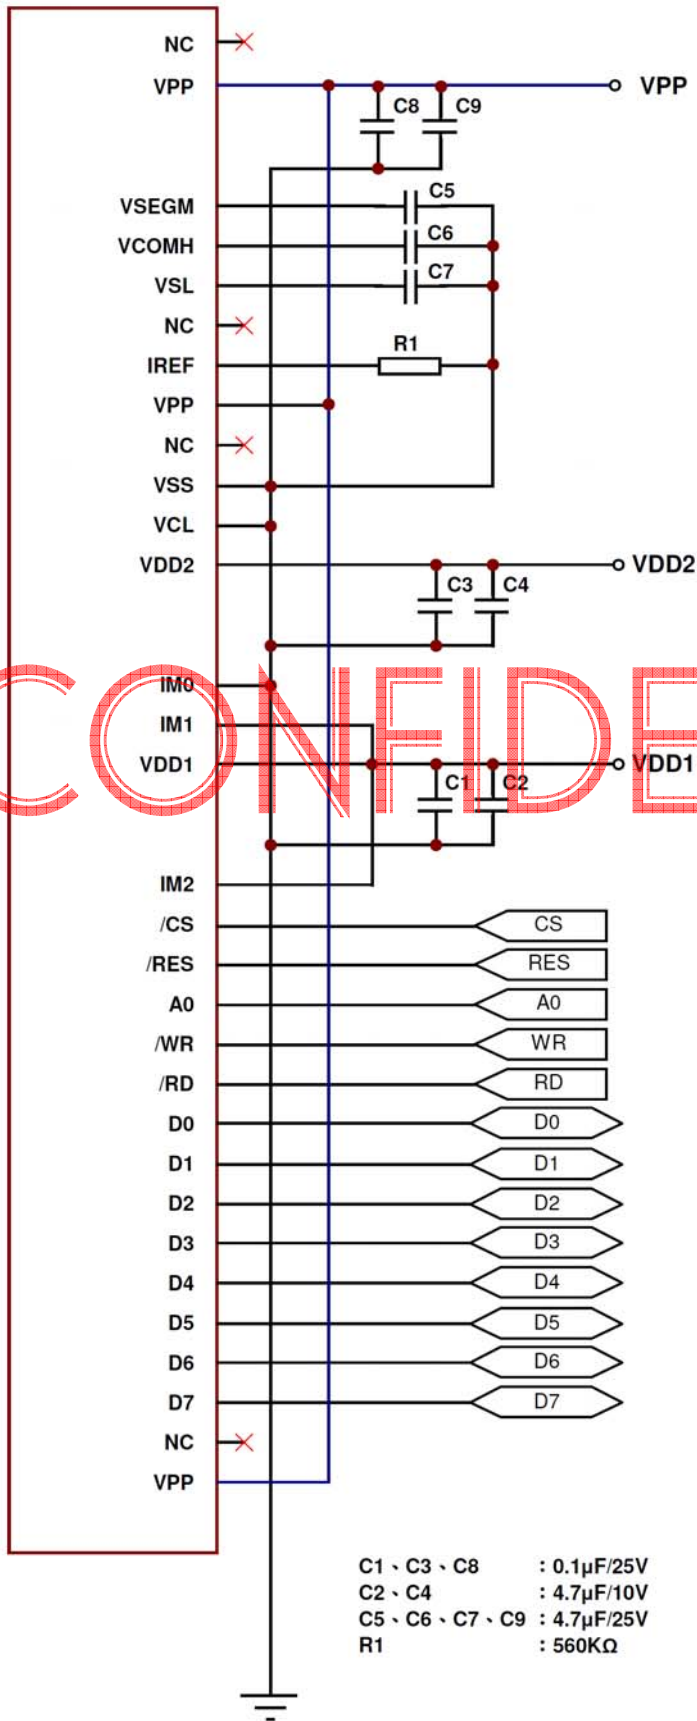 NC
VPP
VPP
C8
C9
VSEGM
C5
VCOMH
C6
VSL
C7
NC
IREF
R1
VPP
NC
VSS
VCL
VDD2
VDD2
C3
C4
CONFIDE
IM0
IM1
VDD1
VDD1
C1
C2
IM2
/CS
CS
/RES
RES
A0
A0
/WR
WR
/RD
RD
D0
D0
D1
D1
D2
D2
D3
D3
D4
D4
D5
D5
D6
D6
D7
D7
NC
VPP
C1、C3、C8 : 0.1µF/25V
C2、C4 : 4.7µF/10V
C5、C6、C7、C9 : 4.7µF/25V
R1 : 560KΩ